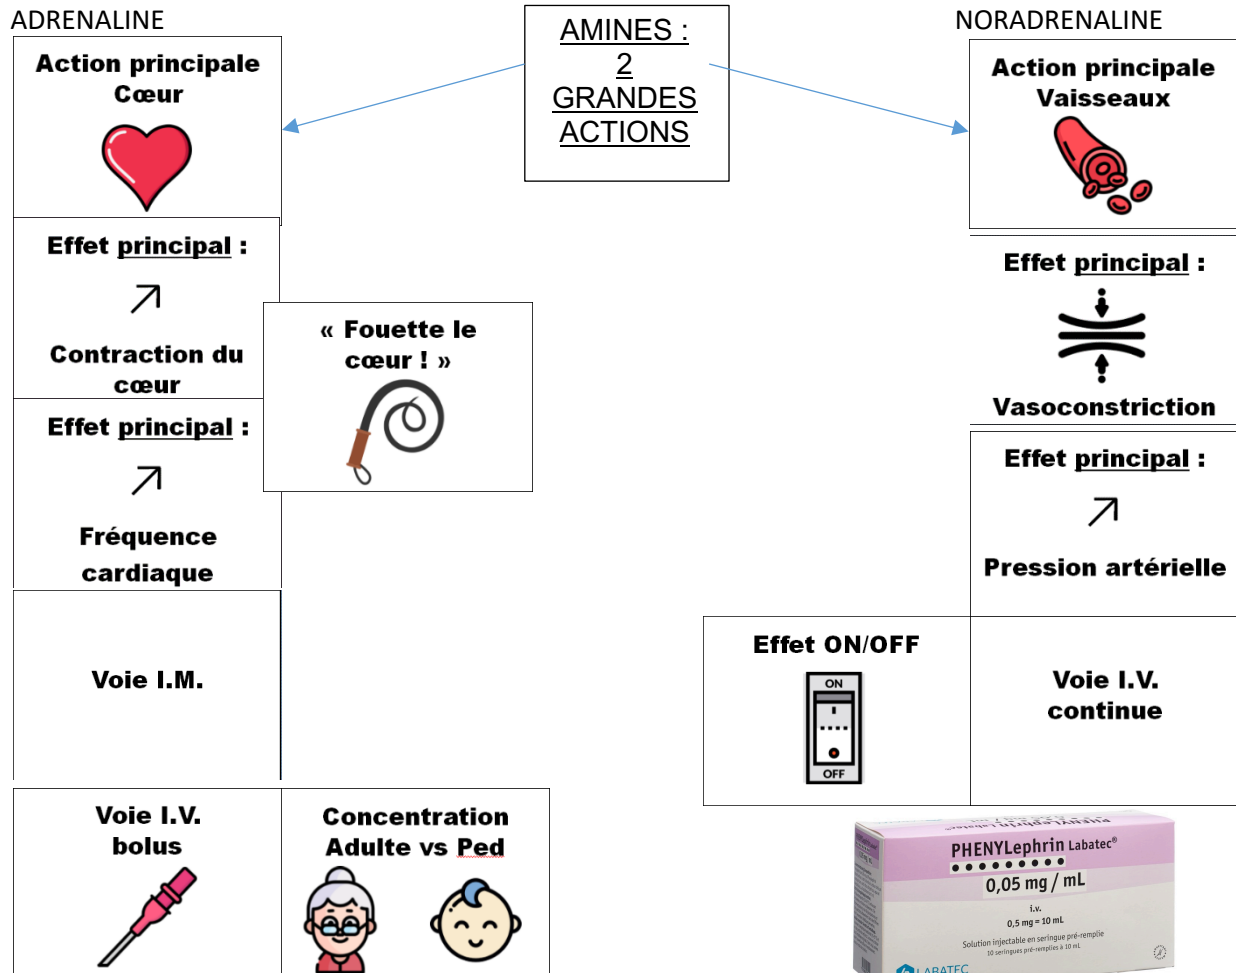 ADRENALINE
Action principale
Cœur
Effet principal :
Contraction du
cœur
« Fouette le
cœur ! »
Effet principal :
Fréquence
cardiaque
Voie I.M.
Voie I.V.
bolus
Concentration
Adulte vs Ped
AMINES :
2
GRANDES
ACTIONS
NORADRENALINE
Action principale
Vaisseaux
Effet principal :
Vasoconstriction
Effet principal :
Pression artérielle
Effet ON/OFF
ON
OFF
Voie I.V.
continue
PHENYLephrin Labatec®
0,05 mg / mL
i.v.
0,5 mg = 10 mL
Solution injectable en seringue pré-remplie
10 seringues pré-remplies à 10 mL
LABATEC